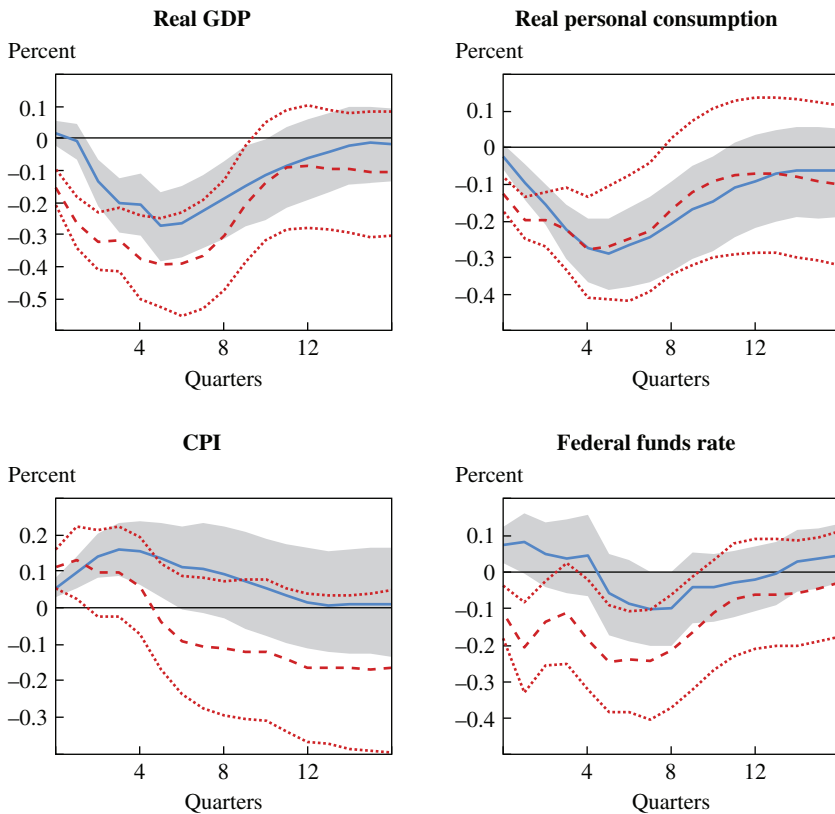 Real GDP
Percent
0.1
0
–0.1
–0.2
–0.3
–0.4
–0.5
4 8 12
Quarters
Real personal consumption
0.1
0
–0.1
–0.2
–0.3
–0.4
4 8 12
Quarters
CPI
Percent
0.2
0.1
0
–0.1
–0.2
–0.3
4 8 12
Quarters
Federal funds rate
Percent
0.1
0
–0.1
–0.2
–0.3
–0.4
4 8 12
Quarters